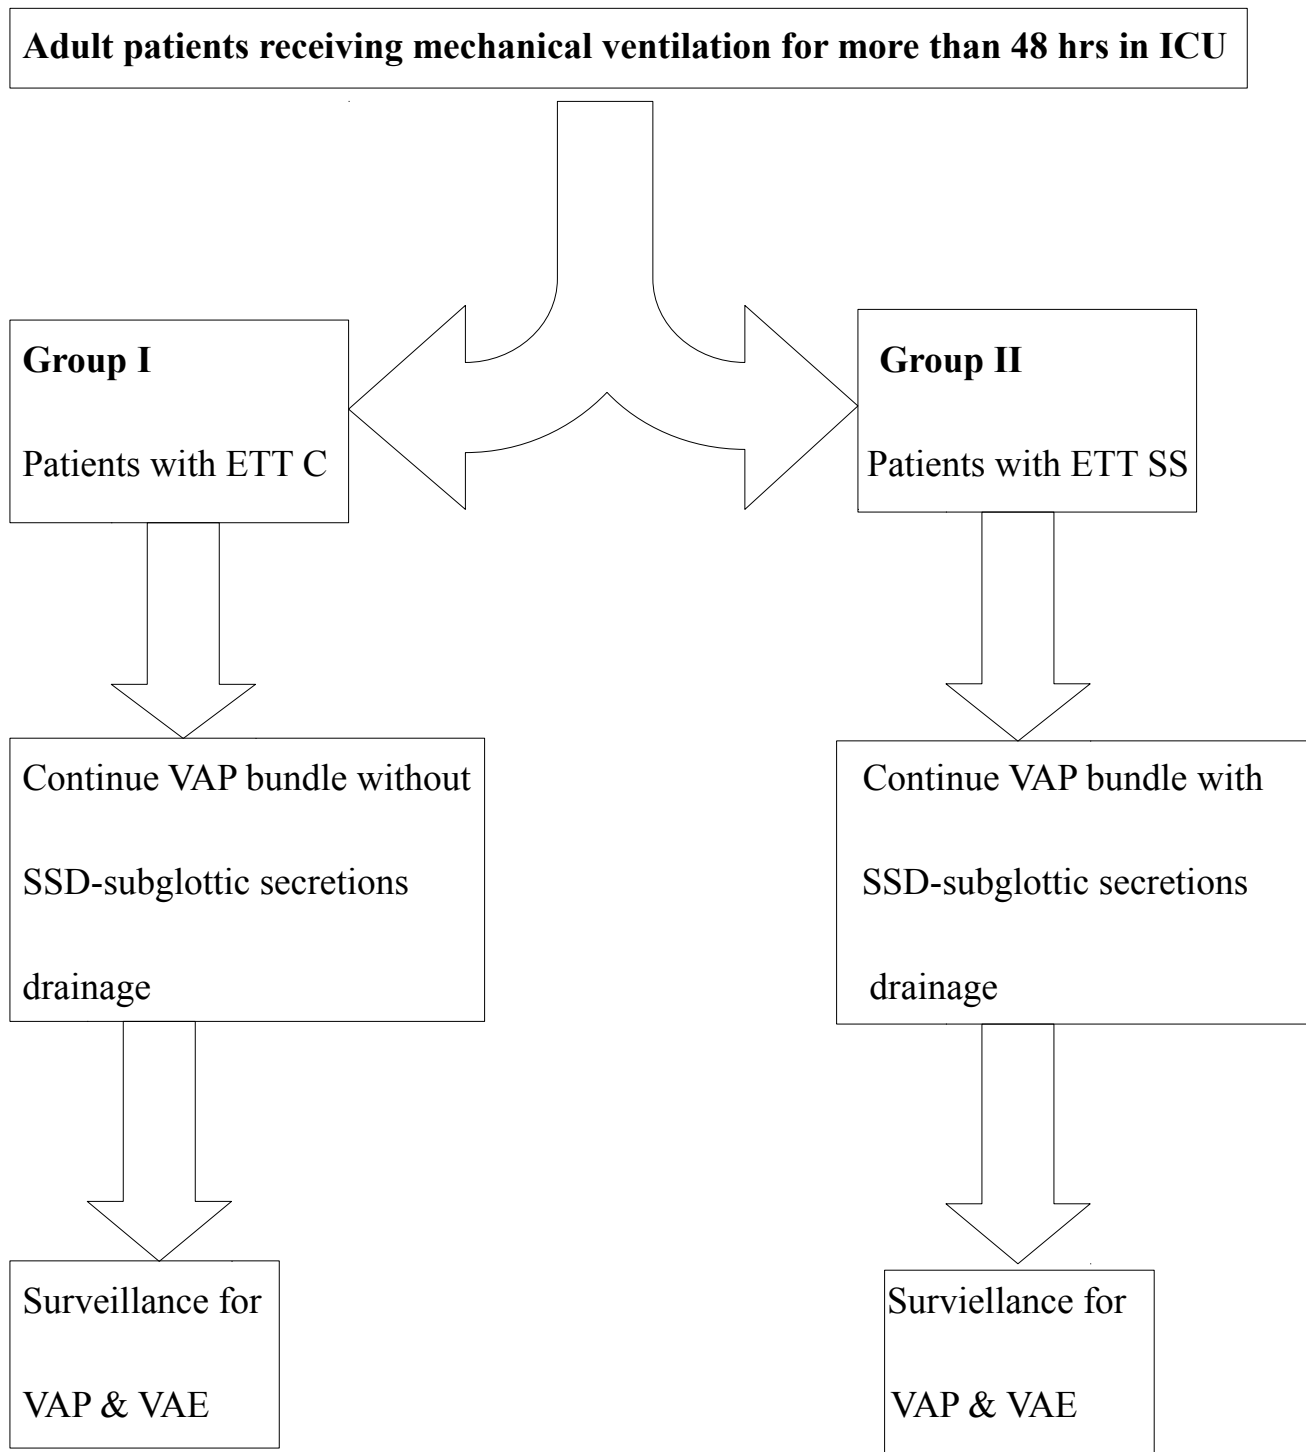 Adult patients receiving mechanical ventilation for more than 48 hrs in ICU
Group I
Patients with ETT C
Group II
Patients with ETT SS
Continue VAP bundle without
SSD-subglottic secretions
drainage
Continue VAP bundle with
SSD-subglottic secretions
drainage
Surveillance for
VAP & VAE
Surviellance for
VAP & VAE